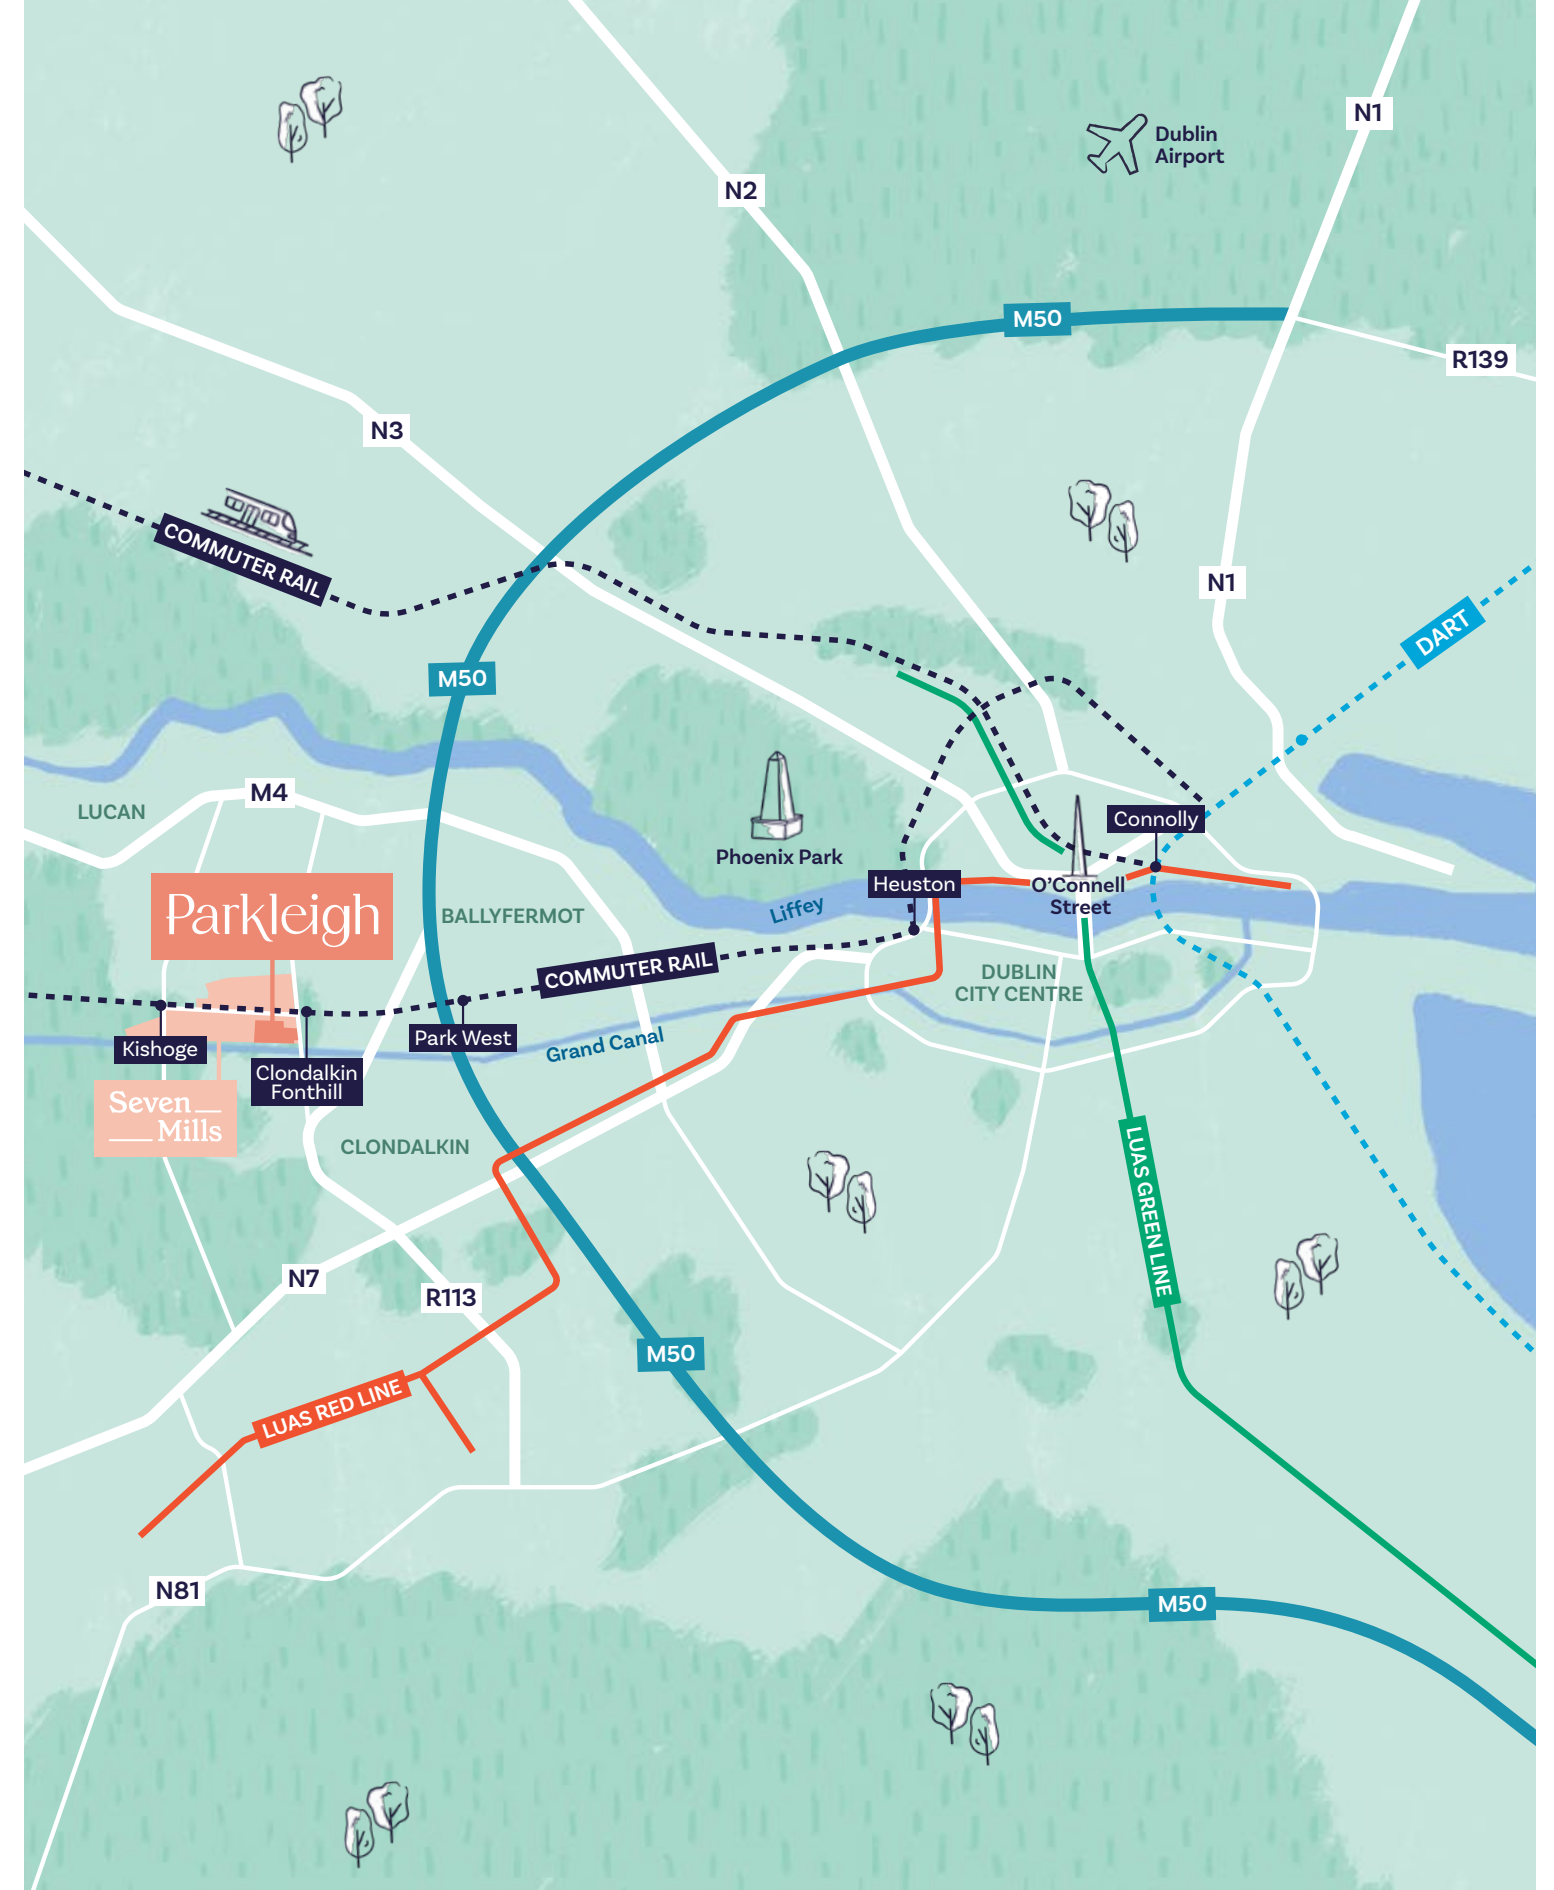 N1
Dublin
Airport
N2
M50
R139
N3
COMMUTER RAIL
N1
DART
M50
M4
LUCAN
Connolly
Phoenix Park
Heuston
O'Connell
Street
Parkleigh
BALLYFERMOT
Liffey
COMMUTER RAIL
DUBLIN
CITY CENTRE
Kishoge
Park West
Grand Canal
Clondalkin
Fonthill
Seven
Mills
CLONDALKIN
LUAS GREEN LINE
N7
R113
M50
LUAS RED LINE
N81
M50